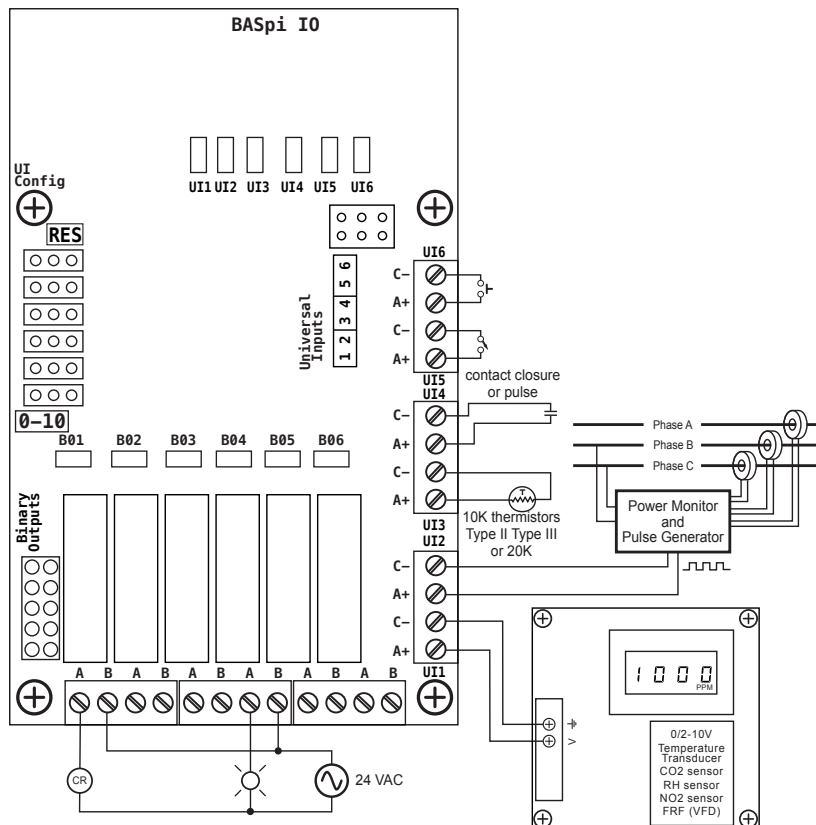 BASpi IO
UI1 UI2 UI3 UI4 UI5 UI6
UI
Config
RES
0-10
Universal
Inputs
1 2 3 4 5 6
UI6
C-
A+
C-
A+
UI5
UI4
C-
A+
C-
A+
UI3
UI2
C-
A+
C-
A+
UI1
contact closure
or pulse
10K thermistors
Type II Type III
or 20K
T
Phase A
Phase B
Phase C
Power Monitor
and
Pulse Generator
B01 B02 B03 B04 B05 B06
Binary
Outputs
A B A B A B A B A B A B
CR
24 VAC
1000
PPM
V
0/2-10V
Temperature
Transducer
CO2 sensor
RH sensor
NO2 sensor
FRF (VFD)